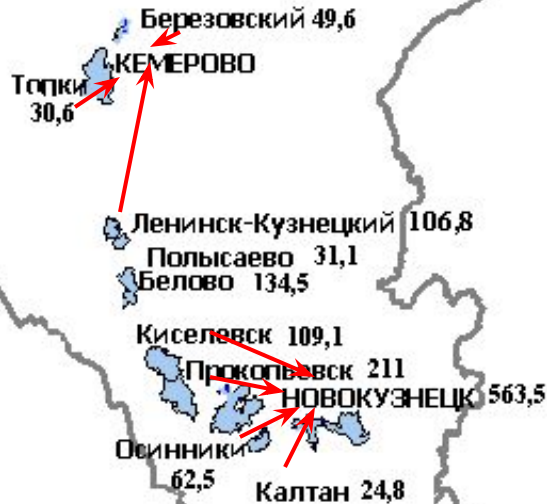 Березовский 49,6
КЕМЕРОВО
Топки
30,6
Ленинск-Кузнецкий 106,8
Полысаево 31,1
Белово 134,5
Киселевск 109,1
Прокопьевск 211
НОВОКУЗНЕЦК 563,5
Осинники
62,5
Калтан 24,8